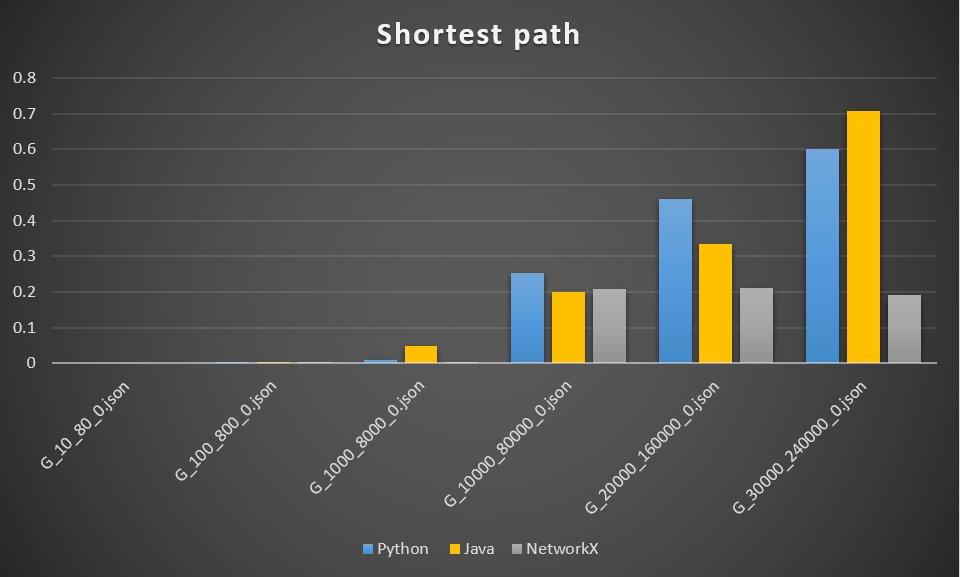 Shortest path
0.8
0.7
0.6
0.5
0.4
0.3
0.2
0.1
0
G_10_80_0.json
G_100_800_0.json
G_1000_8000_0.json
G_10000_80000_0.json
G_20000_160000_0.json
G_30000_240000_0.json
Python Java NetworkX